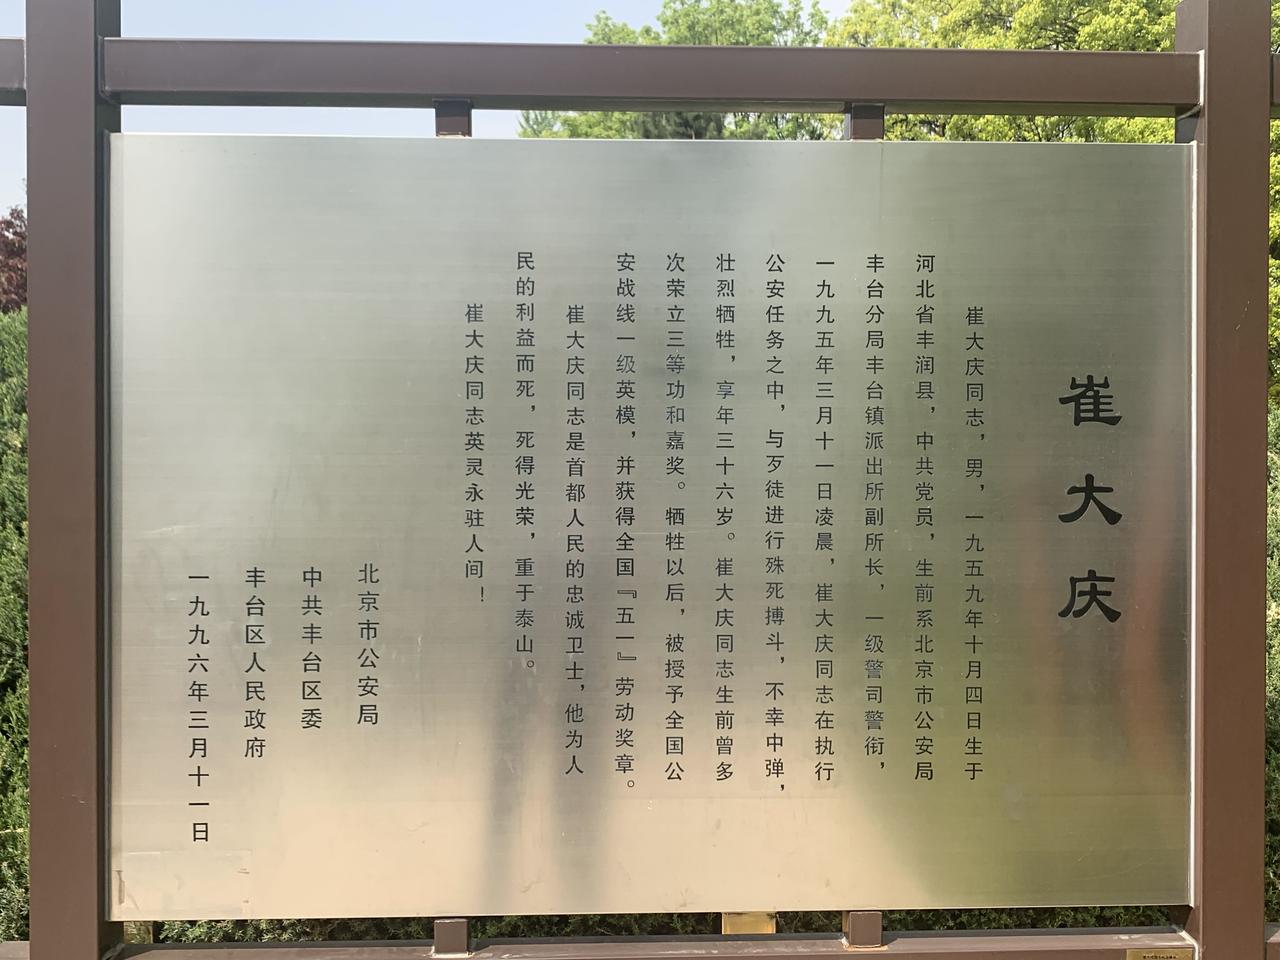 崔大庆
崔大庆同志，男，一九五九年十月四日生于
河北省丰润县，中共党员，生前系北京市公安局
丰台分局丰台镇派出所副所长，一级警司警衔，
一九九五年三月十一日凌晨，崔大庆同志在执行
公安任务之中，与歹徒进行殊死搏斗，不幸中弹，
壮烈牺牲，享年三十六岁。崔大庆同志生前曾多
次荣立三等功和嘉奖。牺牲以后，被授予全国公
安战线一级英模，并获得全国『五一』劳动奖章。
崔大庆同志是首都人民的忠诚卫士，他为人
民的利益而死，死得光荣，重于泰山。
崔大庆同志英灵永驻人间！
北京市公安局
中共丰台区委
丰台区人民政府
一九九六年三月十一日